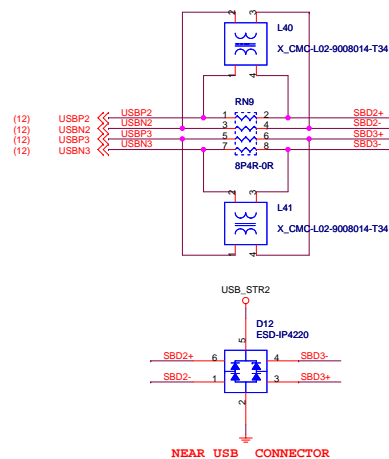 2 3
L40
X_CMC-L02-9008014-T34
1 4
RN9
(12) USBP2 USBP2 1 2 SBD2+
(12) USBN2 USBN2 3 4 SBD2-
(12) USBP3 USBP3 5 6 SBD3+
(12) USBN3 USBN3 7 8 SBD3-
8P4R-0R
2 3
L41
X_CMC-L02-9008014-T34
1 4
USB_STR2
D12
ESD-IP4220
5
SBD2+ 6 4 SBD3-
SBD2- 1 3 SBD3+
2
NEAR USB CONNECTOR